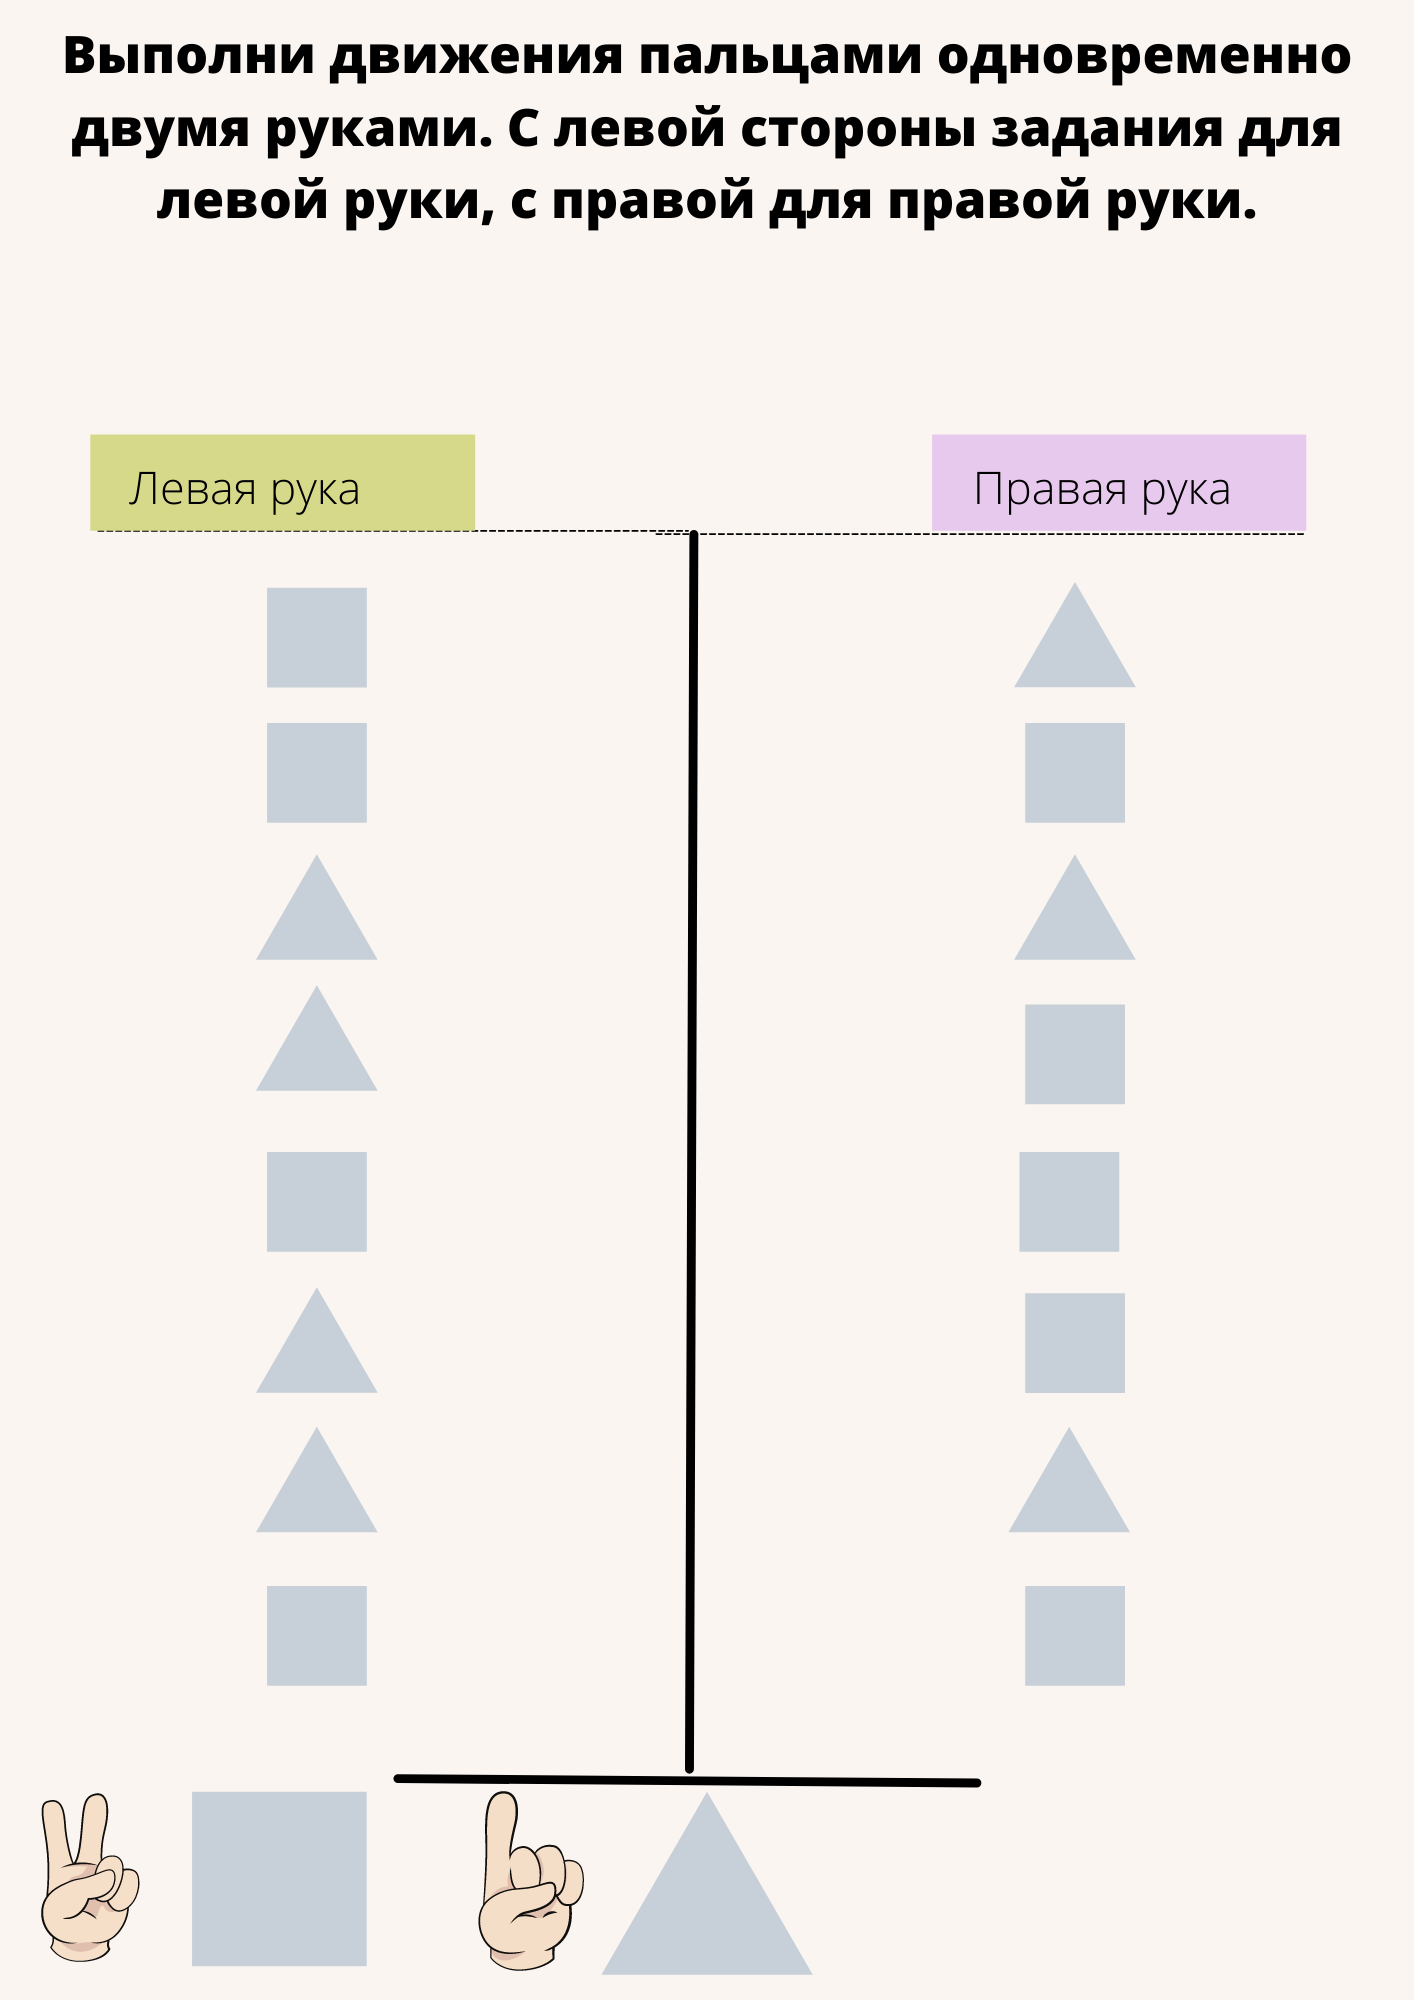 Выполни движения пальцами одновременно
двумя руками. С левой стороны задания для
левой руки, с правой для правой руки.
Левая рука
Правая рука